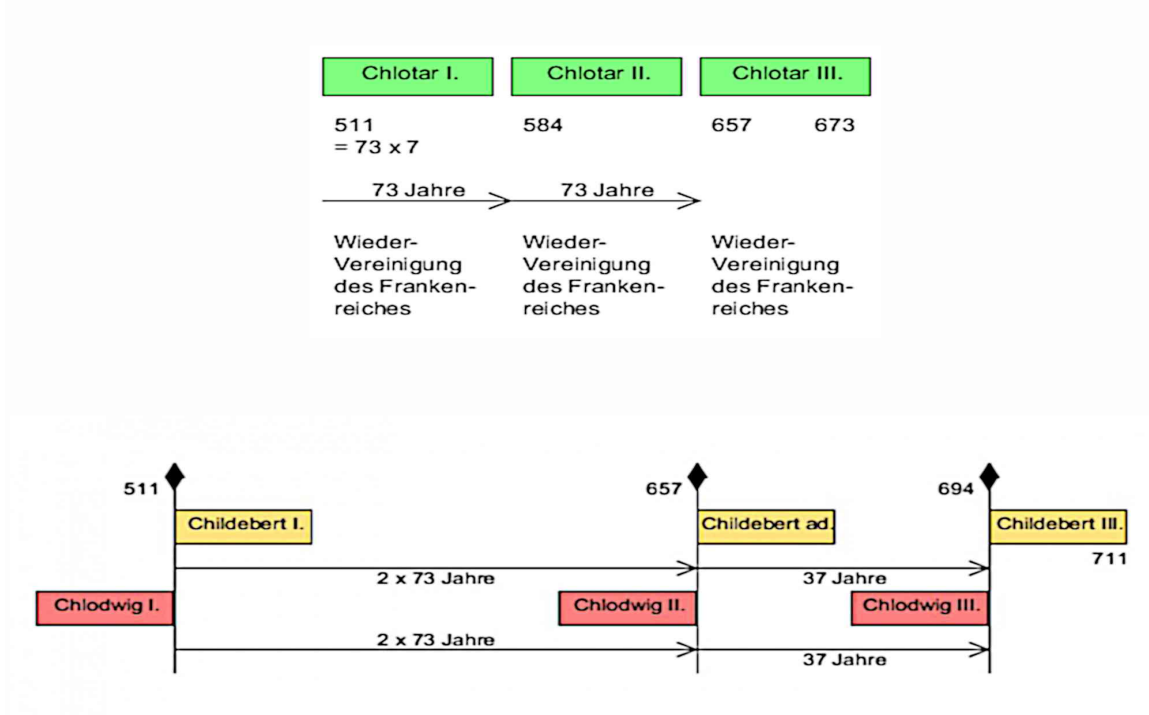 Chlotar I. Chlotar II. Chlotar III.
511 584 657 673
= 73 x 7
73 Jahre 73 Jahre
Wieder- Wieder- Wieder-
Vereinigung Vereinigung Vereinigung
des Franken- des Franken- des Franken-
reiches reiches reiches
511 657 694
Childebert I. Childebert ad. Childebert III.
711
2 x 73 Jahre 37 Jahre
Chlodwig I. Chlodwig II. Chlodwig III.
2 x 73 Jahre 37 Jahre